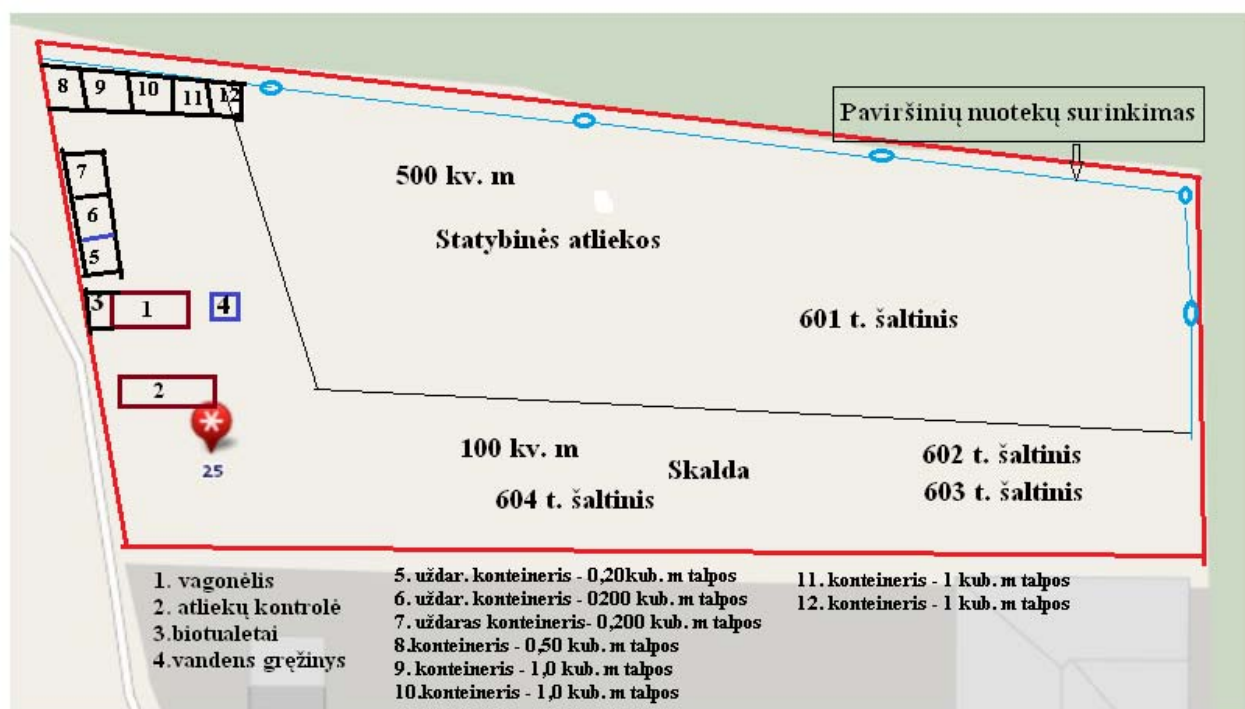 8 9 10 11 12
Paviršinių nuotekų surinkimas
7
500 kv. m
6
Statybinės atliekos
5
3 1 4
601 t. šaltinis
2
25
100 kv. m
Skalda
602 t. šaltinis
604 t. šaltinis
603 t. šaltinis
1. vagonėlis
2. atliekų kontrolė
3.biotualetai
4.vandens gręžinys
5. uždar. konteineris - 0,20kub. m talpos
6. uždar. konteineris - 0200 kub. m talpos
7. uždaras konteineris- 0,200 kub. m talpos
8.konteineris - 0,50 kub. m talpos
9. konteineris - 1,0 kub. m talpos
10.konteineris - 1,0 kub. m talpos
11. konteineris - 1 kub. m talpos
12. konteineris - 1 kub. m talpos